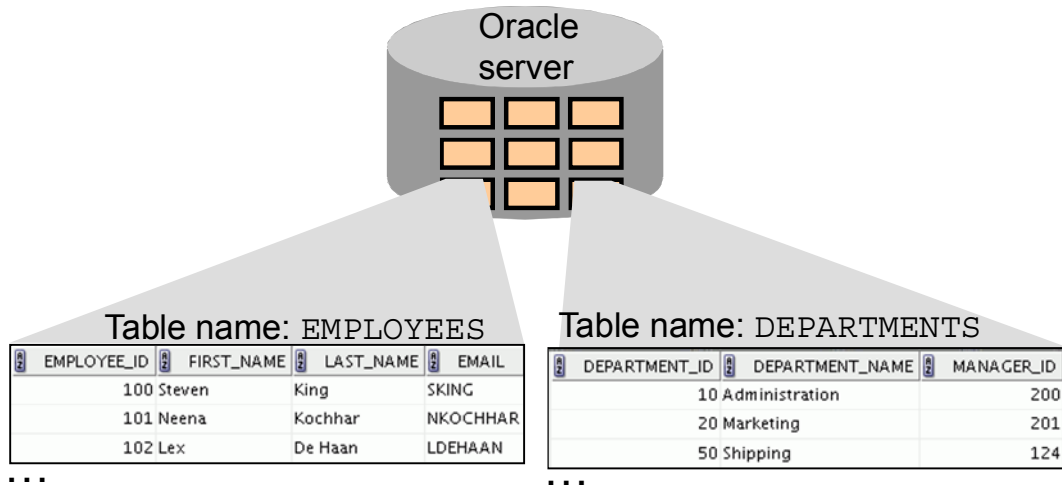 Oracle
server
Table name: EMPLOYEES
EMPLOYEE_ID FIRST_NAME LAST_NAME EMAIL
100 Steven King SKING
101 Neena Kochhar NKOCHHAR
102 Lex De Haan LDEHAAN
...
Table name: DEPARTMENTS
DEPARTMENT_ID DEPARTMENT_NAME MANAGER_ID
10 Administration 200
20 Marketing 201
50 Shipping 124
...